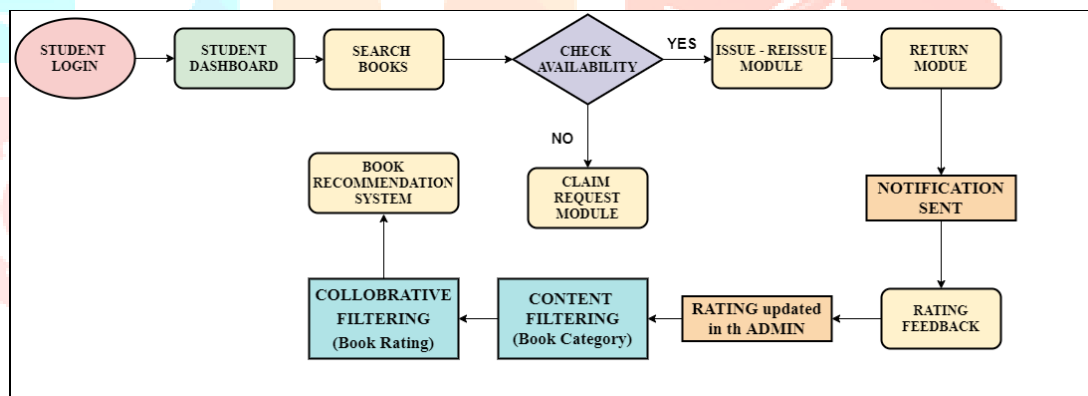 STUDENT
LOGIN
STUDENT
DASHBOARD
SEARCH
BOOKS
CHECK
AVAILABILITY
YES
ISSUE - REISSUE
MODULE
RETURN
MODUE
NO
BOOK
RECOMMENDATION
SYSTEM
CLAIM
REQUEST
MODULE
NOTIFICATION
SENT
COLLOBRATIVE
FILTERING
(Book Rating)
CONTENT
FILTERING
(Book Category)
RATING updated
in th ADMIN
RATING
FEEDBACK